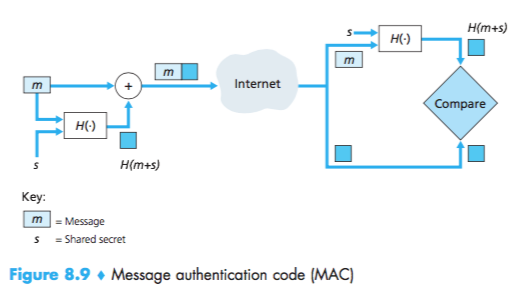 m
H(·)
s
+
H(m+s)
m
Internet
s
m
H(·)
H(m+s)
Compare
Key:
m = Message
s = Shared secret
Figure 8.9 ♦ Message authentication code (MAC)